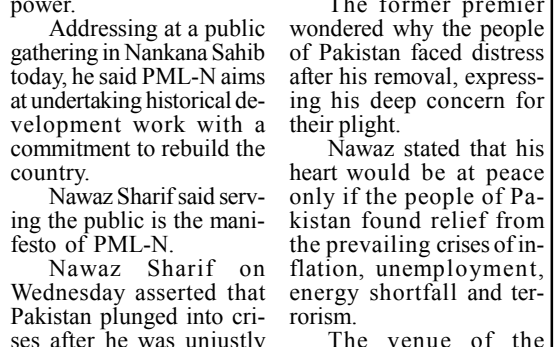 power.
Addressing at a public
gathering in Nankana Sahib
today, he said PML-N aims
at undertaking historical de-
velopment work with a
commitment to rebuild the
country.
Nawaz Sharif said serv-
ing the public is the mani-
festo of PML-N.
Nawaz Sharif on
Wednesday asserted that
Pakistan plunged into cri-
ses after he was unjustly
The former premier
wondered why the people
of Pakistan faced distress
after his removal, express-
ing his deep concern for
their plight.
Nawaz stated that his
heart would be at peace
only if the people of Pa-
kistan found relief from
the prevailing crises of in-
flation, unemployment,
energy shortfall and ter-
rorism.
The venue of the